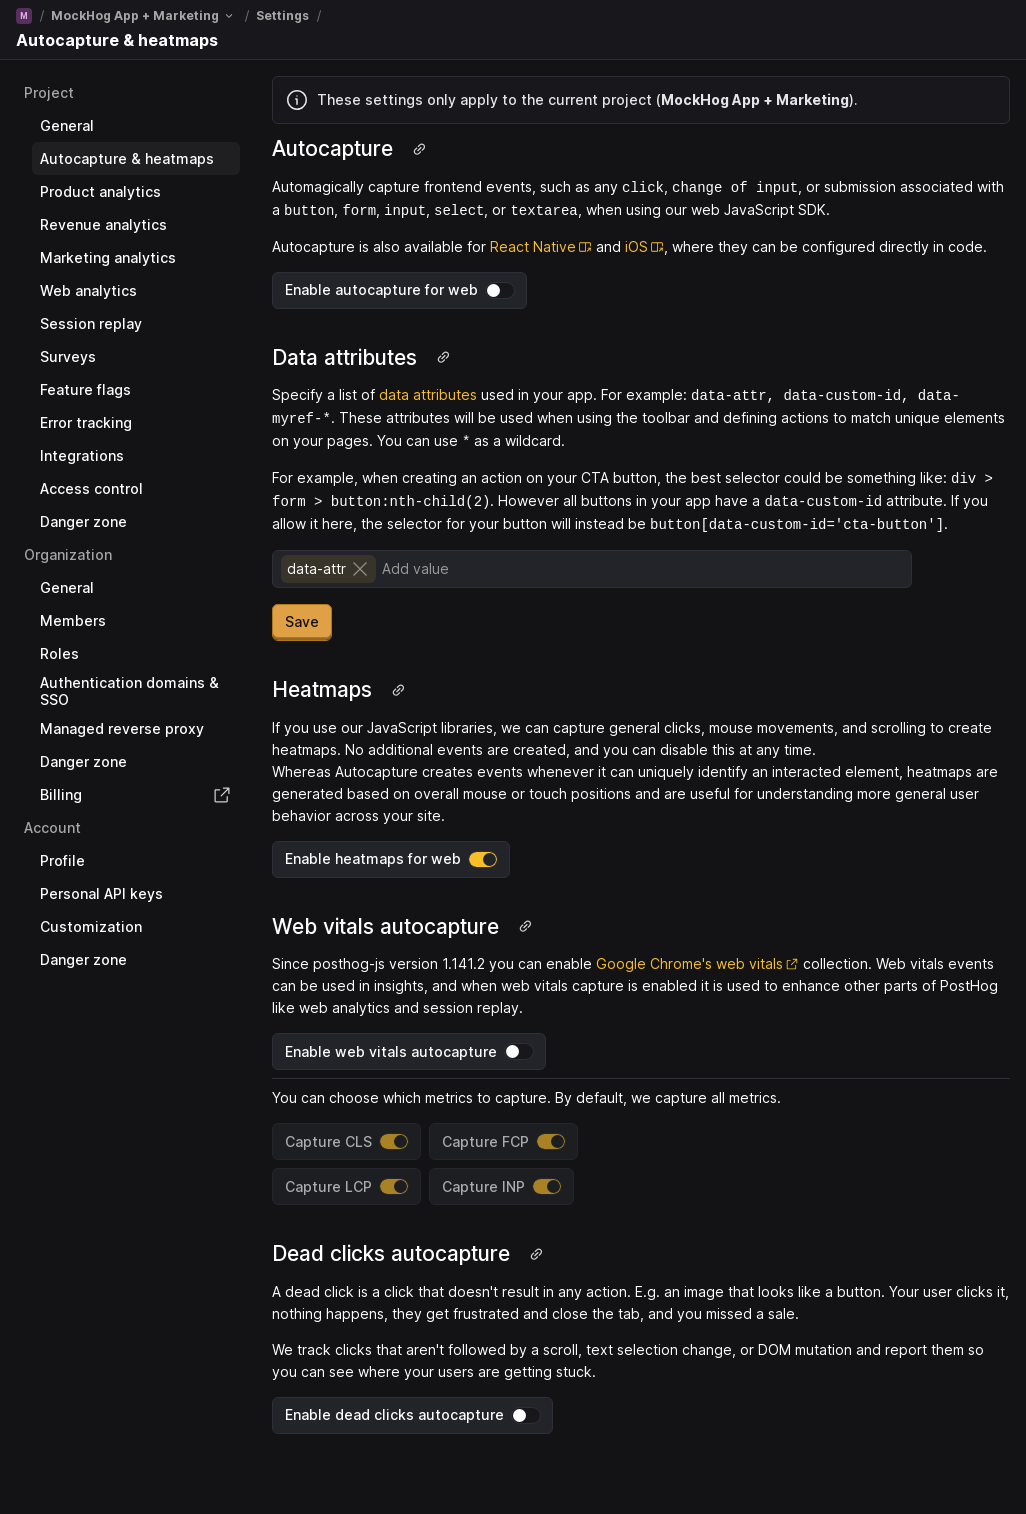 M / MockHog App + Marketing / Settings /
Autocapture & heatmaps
Project
General
Autocapture & heatmaps
Product analytics
Revenue analytics
Marketing analytics
Web analytics
Session replay
Surveys
Feature flags
Error tracking
Integrations
Access control
Danger zone
Organization
General
Members
Roles
Authentication domains &
SSO
Managed reverse proxy
Danger zone
Billing
Account
Profile
Personal API keys
Customization
Danger zone
These settings only apply to the current project (MockHog App + Marketing).
Autocapture
Automagically capture frontend events, such as any click, change of input, or submission associated with
a button, form, input, select, or textarea, when using our web JavaScript SDK.
Autocapture is also available for React Native and iOS, where they can be configured directly in code.
Enable autocapture for web
Data attributes
Specify a list of data attributes used in your app. For example: data-attr, data-custom-id, data-
myref-*. These attributes will be used when using the toolbar and defining actions to match unique elements
on your pages. You can use * as a wildcard.
For example, when creating an action on your CTA button, the best selector could be something like: div >
form > button:nth-child(2). However all buttons in your app have a data-custom-id attribute. If you
allow it here, the selector for your button will instead be button[data-custom-id='cta-button'].
data-attr Add value
Save
Heatmaps
If you use our JavaScript libraries, we can capture general clicks, mouse movements, and scrolling to create
heatmaps. No additional events are created, and you can disable this at any time.
Whereas Autocapture creates events whenever it can uniquely identify an interacted element, heatmaps are
generated based on overall mouse or touch positions and are useful for understanding more general user
behavior across your site.
Enable heatmaps for web
Web vitals autocapture
Since posthog-js version 1.141.2 you can enable Google Chrome's web vitals collection. Web vitals events
can be used in insights, and when web vitals capture is enabled it is used to enhance other parts of PostHog
like web analytics and session replay.
Enable web vitals autocapture
You can choose which metrics to capture. By default, we capture all metrics.
Capture CLS Capture FCP
Capture LCP Capture INP
Dead clicks autocapture
A dead click is a click that doesn't result in any action. E.g. an image that looks like a button. Your user clicks it,
nothing happens, they get frustrated and close the tab, and you missed a sale.
We track clicks that aren't followed by a scroll, text selection change, or DOM mutation and report them so
you can see where your users are getting stuck.
Enable dead clicks autocapture